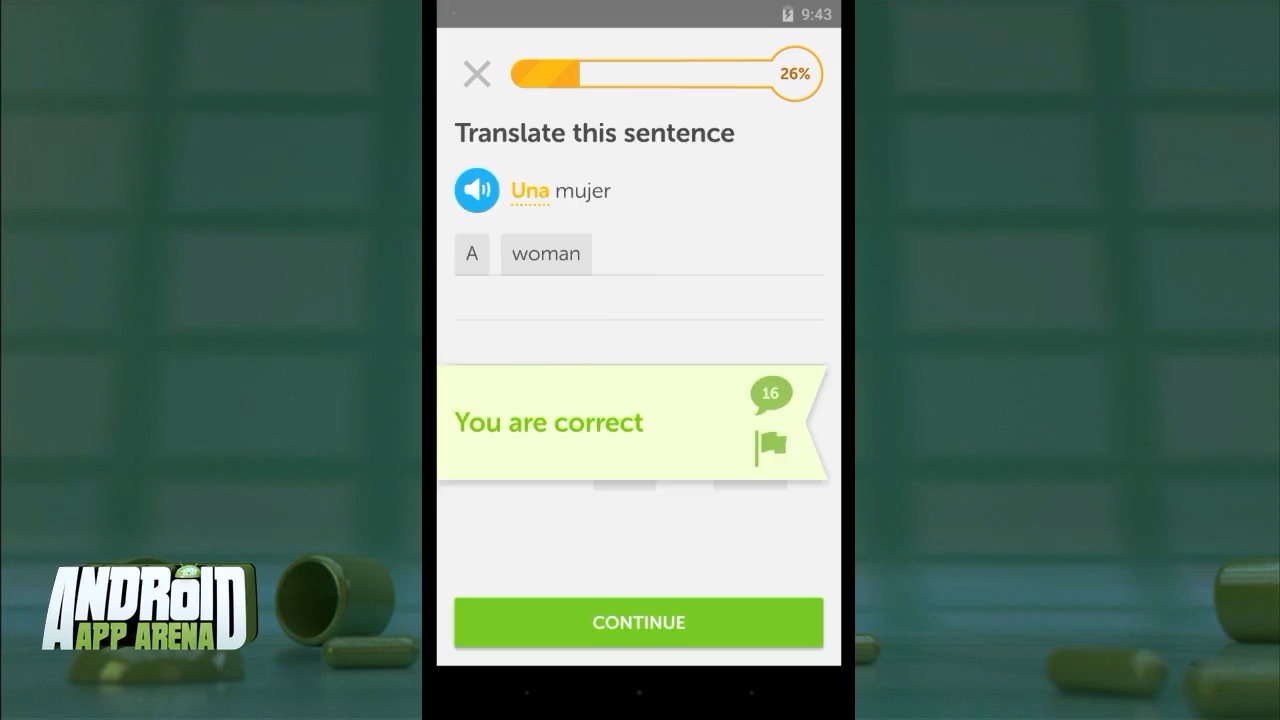 9:43
26%
Translate this sentence
Una mujer
A woman
16
You are correct
CONTINUE
ANDROID
APP ARENA